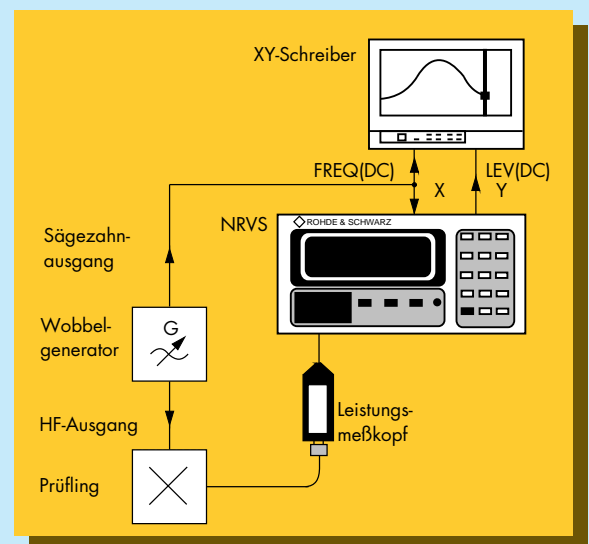 XY-Schreiber
FREQ(DC)
LEV(DC)
X
Y
NRVS
ROHDE & SCHWARZ
Sägezahn-
ausgang
Wobbel-
generator
G
HF-Ausgang
Leistungs-
meßkopf
Prüfling